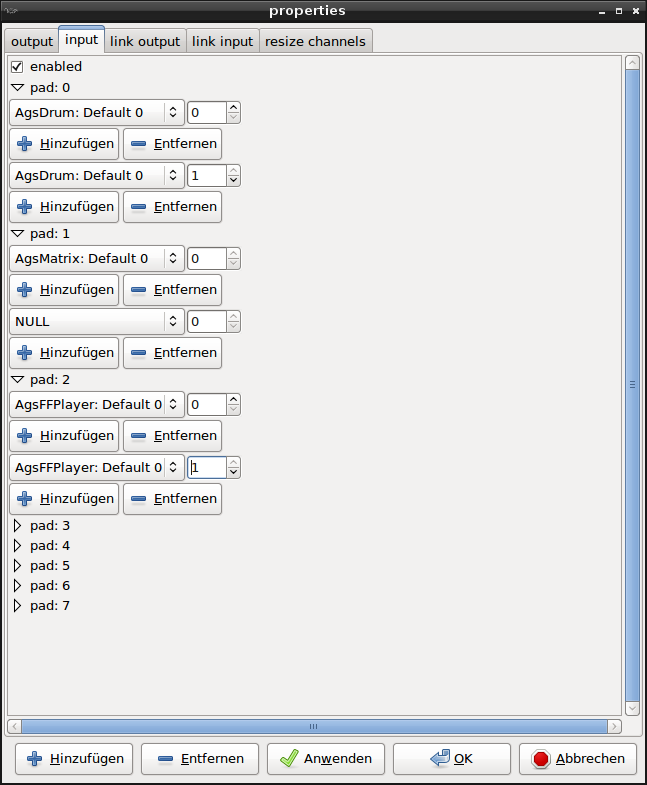 properties
output input link output link input resize channels
enabled
pad: 0
AgsDrum: Default 0 0
Hinzufügen Entfernen
AgsDrum: Default 0 1
Hinzufügen Entfernen
pad: 1
AgsMatrix: Default 0 0
Hinzufügen Entfernen
NULL 0
Hinzufügen Entfernen
pad: 2
AgsFFPlayer: Default 0 0
Hinzufügen Entfernen
AgsFFPlayer: Default 0 1
Hinzufügen Entfernen
pad: 3
pad: 4
pad: 5
pad: 6
pad: 7
Hinzufügen Entfernen Anwenden OK Abbrechen